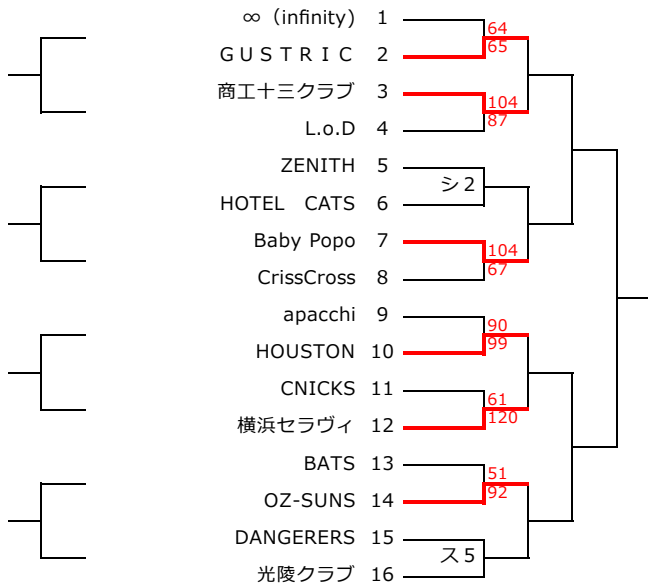 ∞（infinity) 1
64
65
ＧＵＳＴＲＩＣ 2
商工十三クラブ 3
104
87
L.o.D 4
ZENITH 5
シ2
HOTEL　CATS 6
Baby Popo 7
104
67
CrissCross 8
apacchi 9
90
99
HOUSTON 10
CNICKS 11
61
120
横浜セラヴィ 12
BATS 13
51
92
OZ-SUNS 14
DANGERERS 15
ス5
光陵クラブ 16